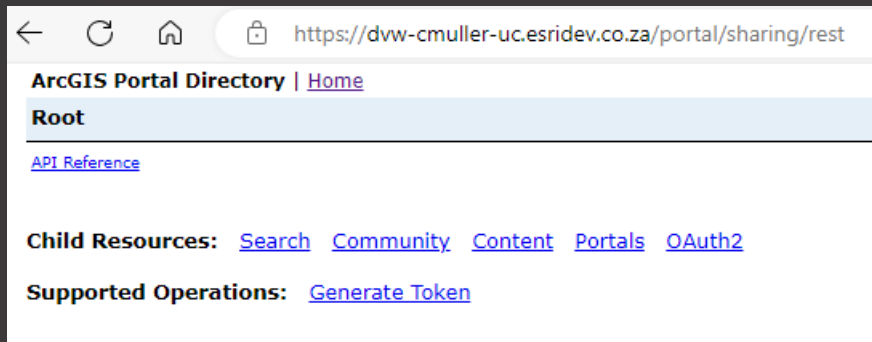 https://dvw-cmuller-uc.esridev.co.za/portal/sharing/rest
ArcGIS Portal Directory | Home
Root
API Reference
Child Resources: Search Community Content Portals OAuth2
Supported Operations: Generate Token